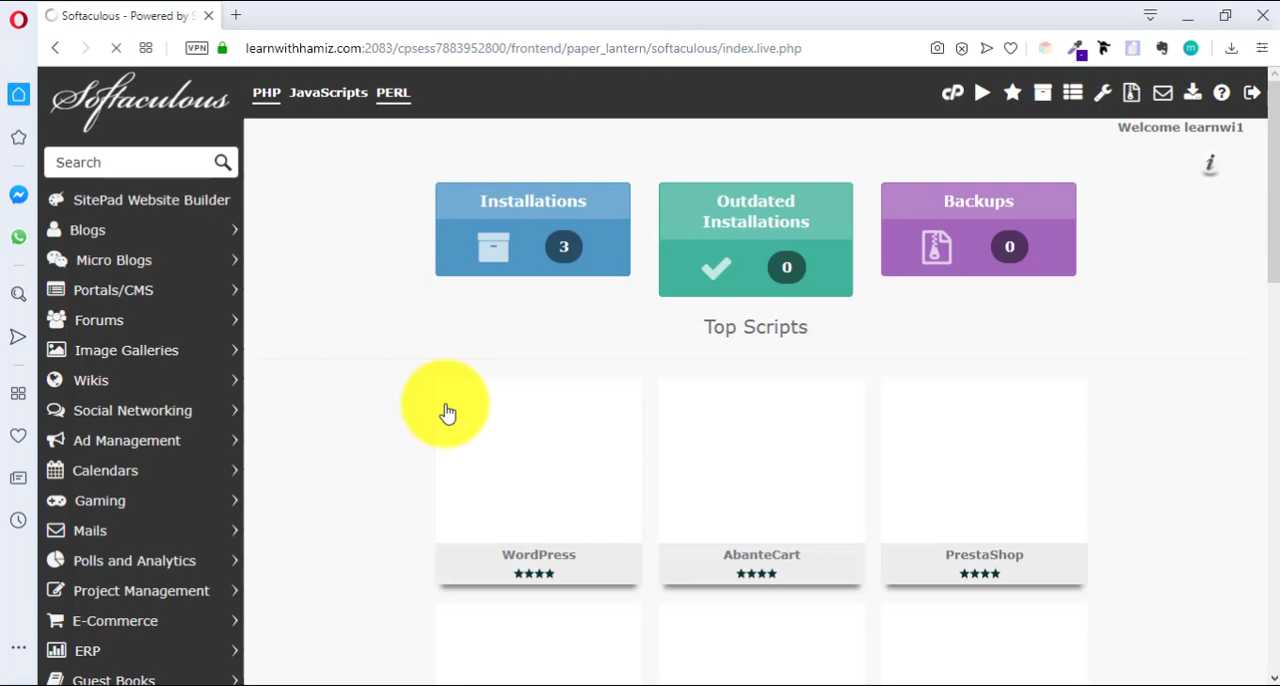 Softaculous - Powered by S
VPN
learnwithhamiz.com:2083/cpsess7883952800/frontend/paper_lantern/softaculous/index.live.php
Softaculous
PHP JavaScripts PERL
cP
Welcome learnwi1
Search
SitePad Website Builder
Blogs
Micro Blogs
Portals/CMS
Forums
Image Galleries
Wikis
Social Networking
Ad Management
Calendars
Gaming
Mails
Polls and Analytics
Project Management
E-Commerce
ERP
Guest Books
i
Installations
3
Outdated
Installations
0
Backups
0
Top Scripts
WordPress
AbanteCart
PrestaShop